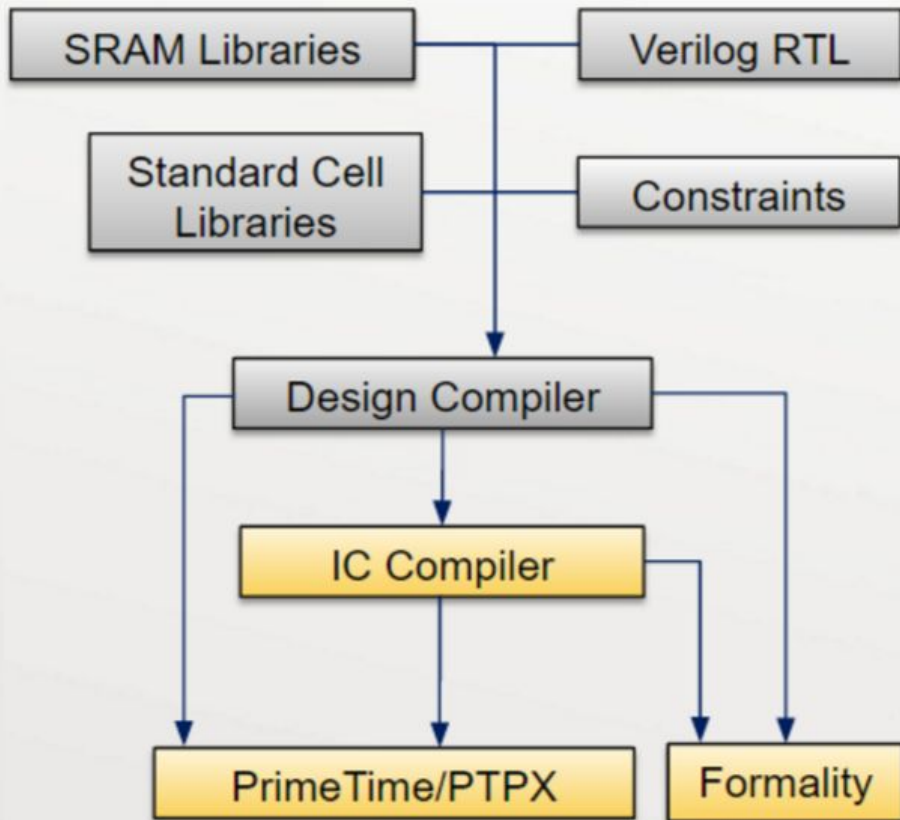 SRAM Libraries
Verilog RTL
Standard Cell
Libraries
Constraints
Design Compiler
IC Compiler
PrimeTime/PTPX
Formality